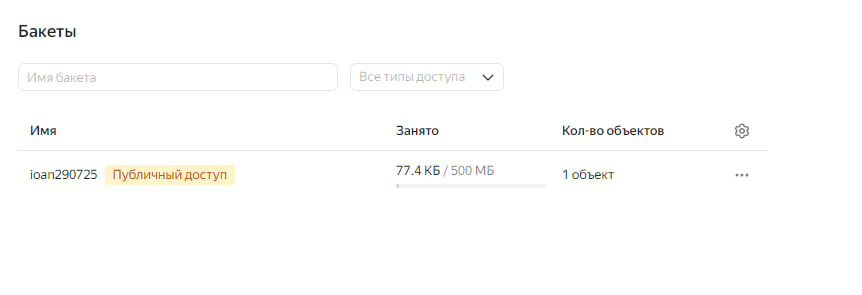 Бакеты
Имя бакета
Все типы доступа
Имя Занято Кол-во объектов
ioan290725 Публичный доступ 77.4 КБ / 500 МБ 1 объект